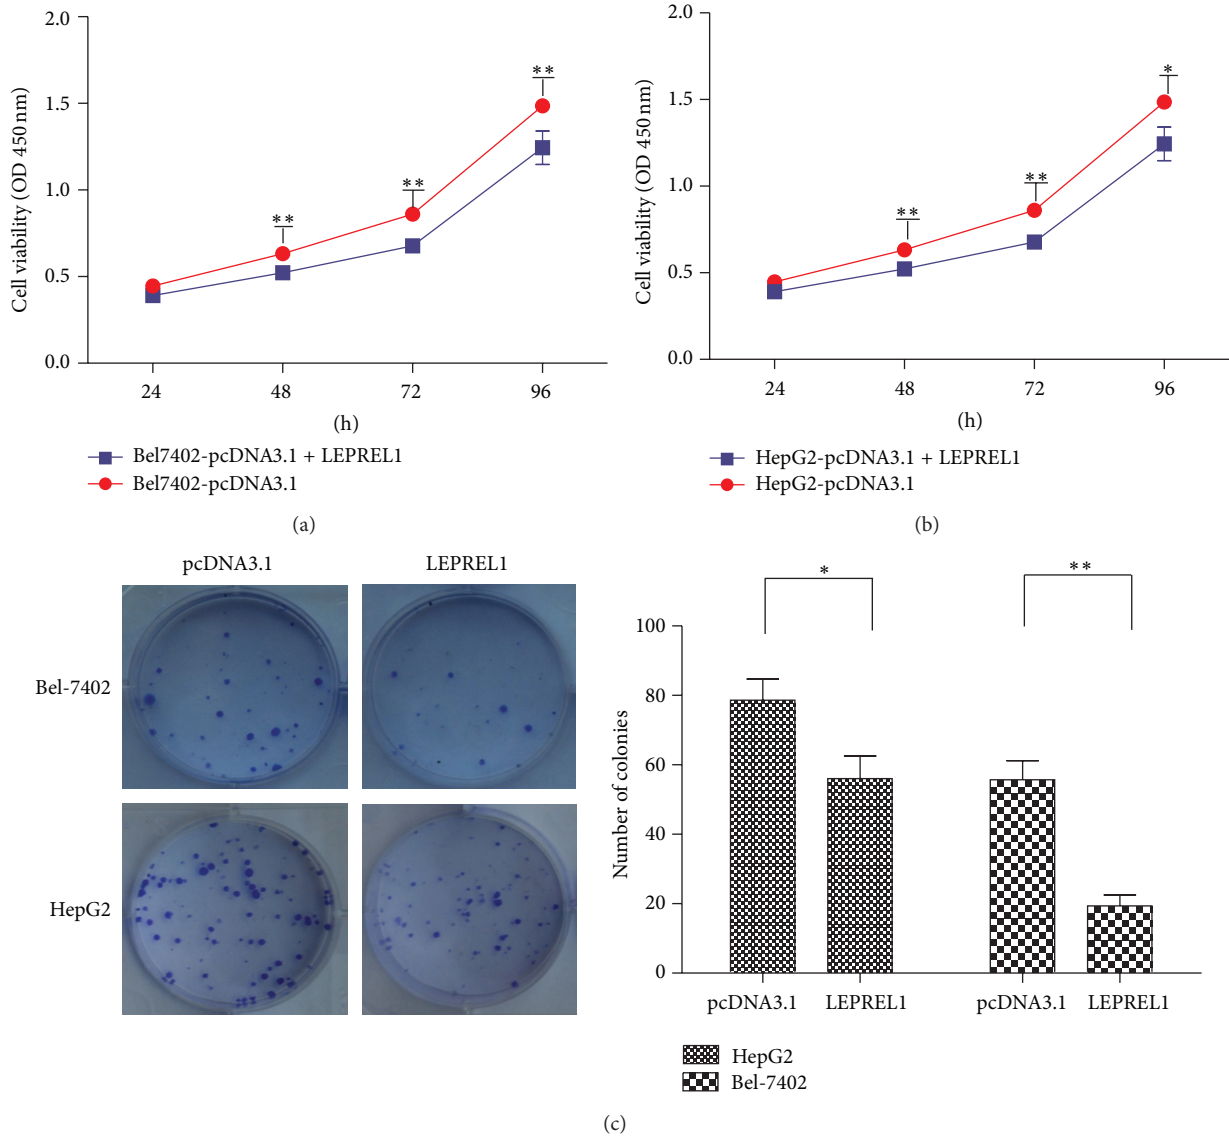 2.0
1.5
1.0
0.5
0.0
Cell viability (OD 450 nm)
**
**
**
24 48 72 96
(h)
Bel7402-pcDNA3.1 + LEPREL1
Bel7402-pcDNA3.1
(a)
2.0
1.5
1.0
0.5
0.0
Cell viability (OD 450 nm)
**
**
*
24 48 72 96
(h)
HepG2-pcDNA3.1 + LEPREL1
HepG2-pcDNA3.1
(b)
pcDNA3.1 LEPREL1
Bel-7402
HepG2
100
80
60
40
20
0
Number of colonies
*
**
pcDNA3.1 LEPREL1 pcDNA3.1 LEPREL1
HepG2
Bel-7402
(c)